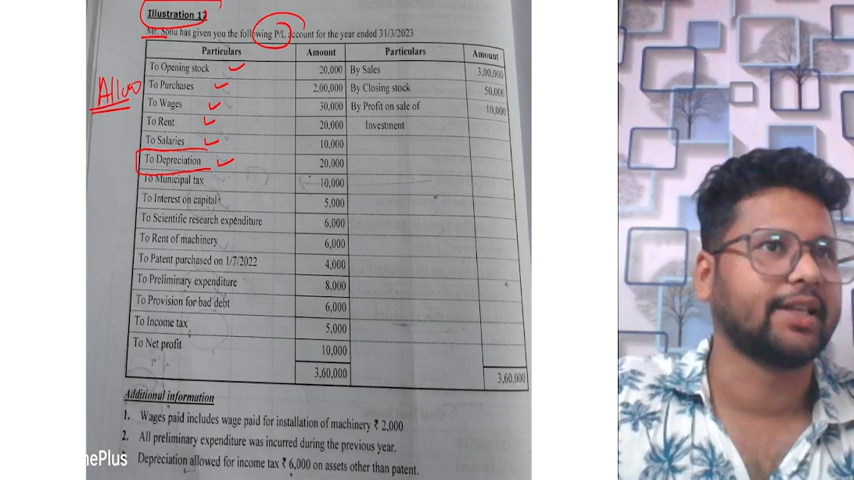 Illustration 12
Mr. Sonu has given you the following P/L account for the year ended 31/3/2023
Particulars Amount Particulars Amount
To Opening stock 20,000 By Sales 3,00,000
To Purchases 2,00,000 By Closing stock 50,000
To Wages 30,000 By Profit on sale of 10,000
To Rent 20,000 Investment
To Salaries 10,000
To Depreciation 20,000
To Municipal tax 10,000
To Interest on capital 5,000
To Scientific research expenditure 6,000
To Rent of machinery 6,000
To Patent purchased on 1/7/2022 4,000
To Preliminary expenditure 8,000
To Provision for bad debt 6,000
To Income tax 5,000
To Net profit 10,000
3,60,000 3,60,000
Additional information
1. Wages paid includes wage paid for installation of machinery ₹ 2,000
2. All preliminary expenditure was incurred during the previous year.
Depreciation allowed for income tax ₹ 6,000 on assets other than patent.
nePlus